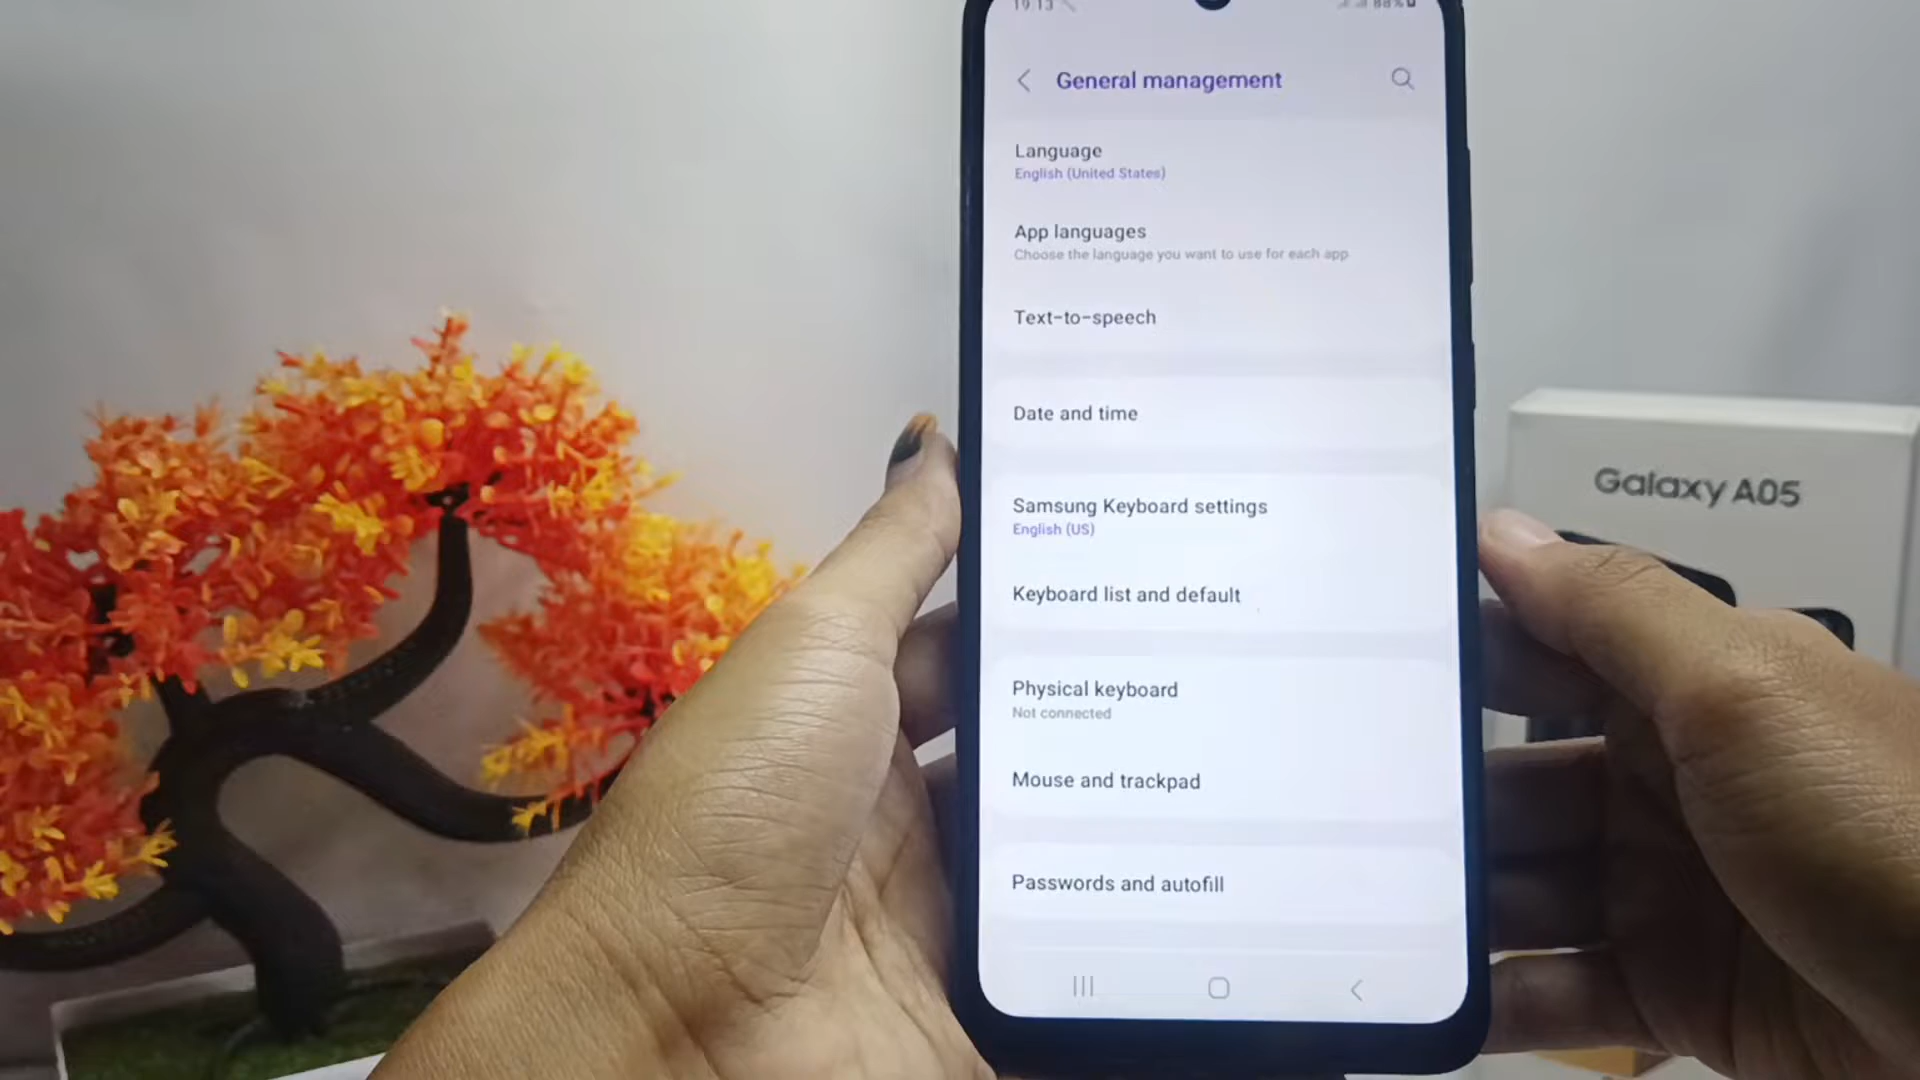 19:13
General management
Language
English (United States)
App languages
Choose the language you want to use for each app
Text-to-speech
Date and time
Samsung Keyboard settings
English (US)
Keyboard list and default
Physical keyboard
Not connected
Mouse and trackpad
Passwords and autofill
Galaxy A05